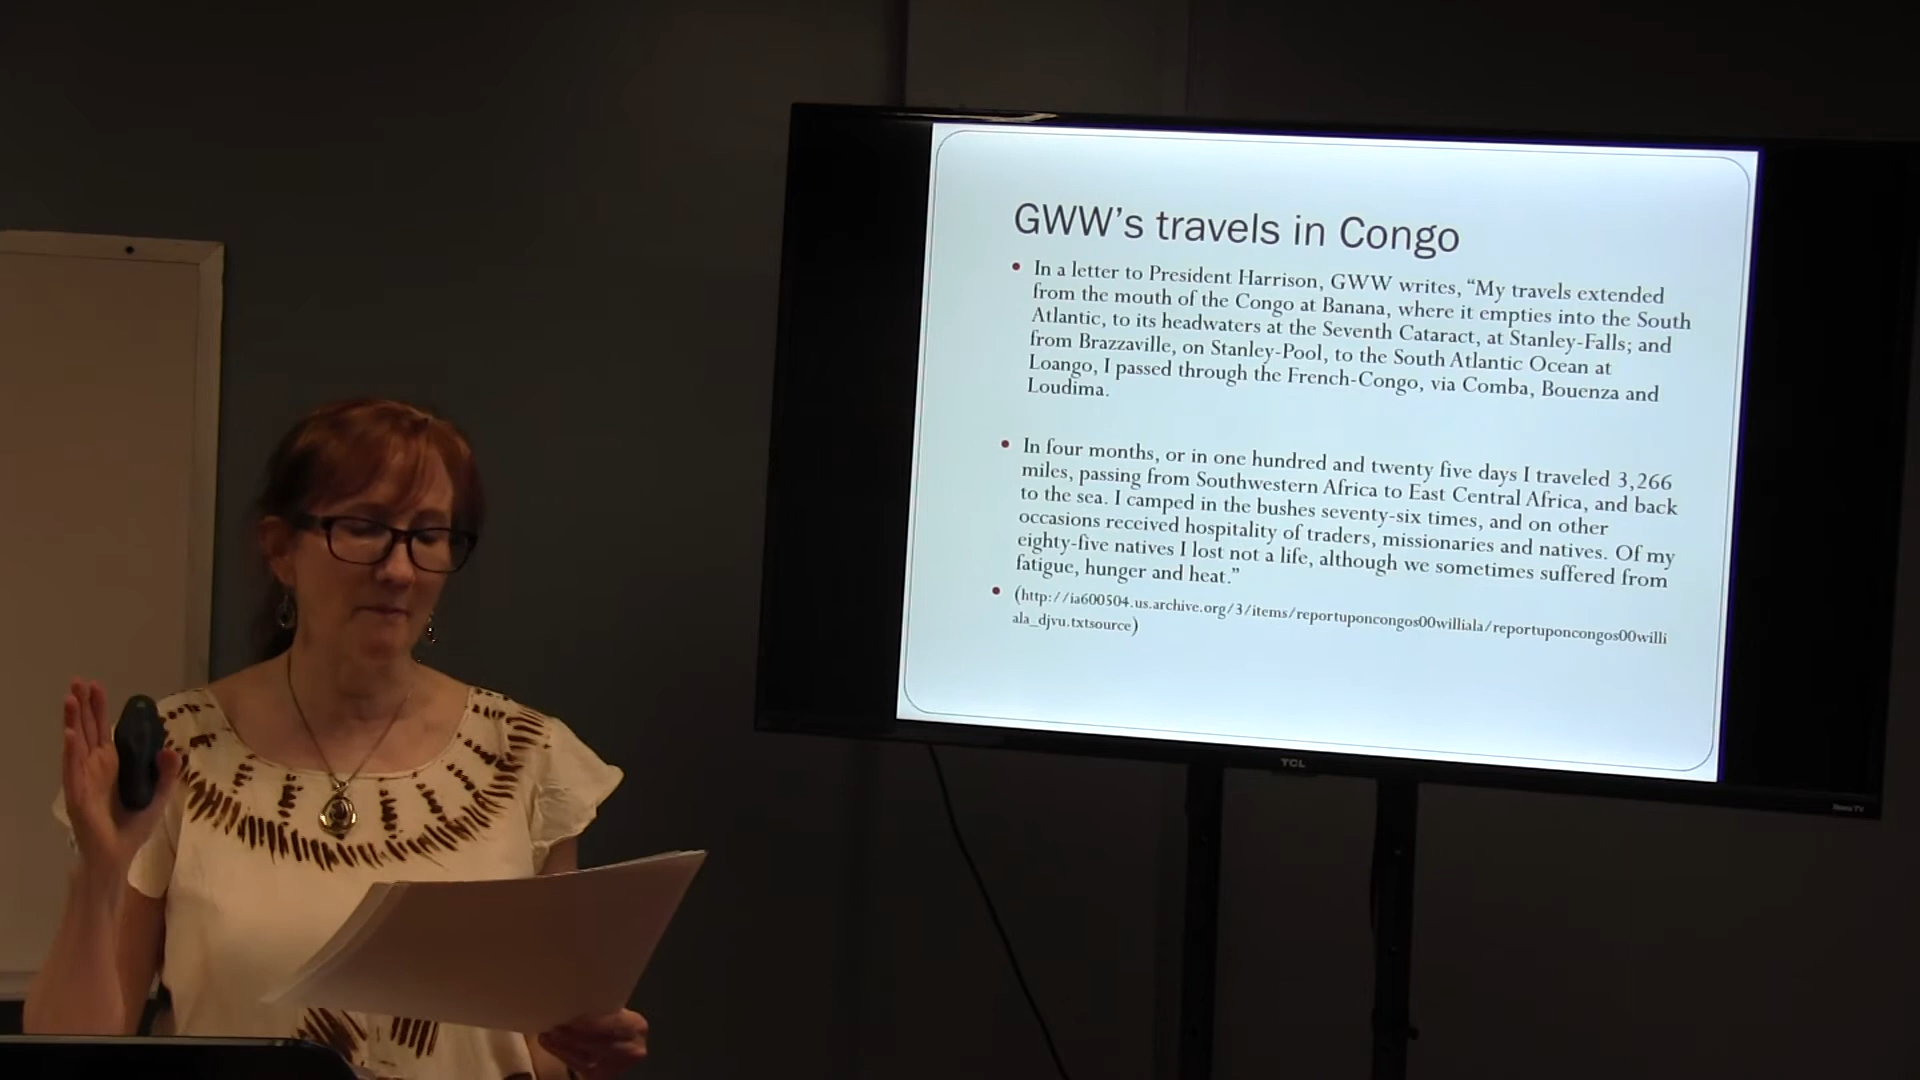 GWW's travels in Congo
• In a letter to President Harrison, GWW writes, “My travels extended
from the mouth of the Congo at Banana, where it empties into the South
Atlantic, to its headwaters at the Seventh Cataract, at Stanley-Falls; and
from Brazzaville, on Stanley-Pool, to the South Atlantic Ocean at
Loango, I passed through the French-Congo, via Comba, Bouenza and
Loudima.
• In four months, or in one hundred and twenty five days I traveled 3,266
miles, passing from Southwestern Africa to East Central Africa, and back
to the sea. I camped in the bushes seventy-six times, and on other
occasions received hospitality of traders, missionaries and natives. Of my
eighty-five natives I lost not a life, although we sometimes suffered from
fatigue, hunger and heat.”
• (http://ia600504.us.archive.org/3/items/reportuponcongos00williala/reportuponcongos00willi
ala_djvu.txtsource)
TCL
Roku TV